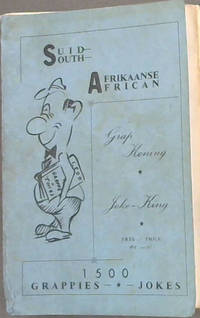 SUID-
SOUTH-
AFRIKAANSE
AFRICAN
Grap
Koning
Joke-King
1500
GRAPPIES - JOKES